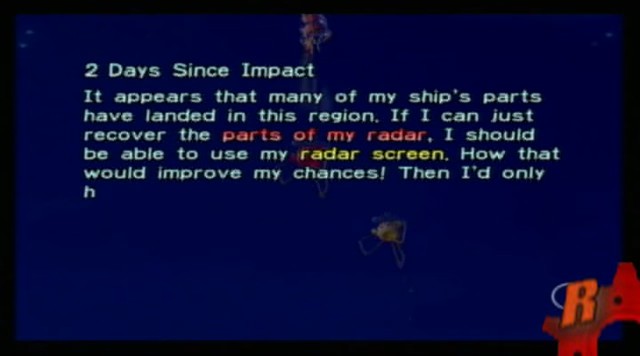 2 Days Since Impact
It appears that many of my ship's parts
have landed in this region. If I can just
recover the parts of my radar, I should
be able to use my radar screen. How that
would improve my chances! Then I'd only
h
R